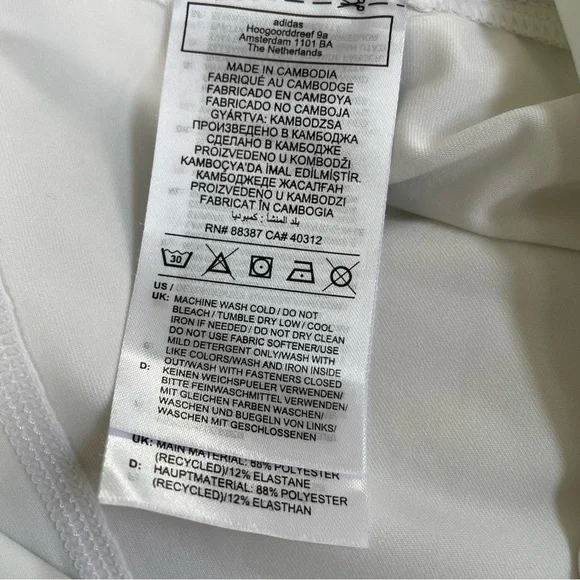 adidas
Hoogoorddreef 9a
Amsterdam 1101 BA
The Netherlands
MADE IN CAMBODIA
FABRIQUÉ AU CAMBODGE
FABRICADO EN CAMBOYA
FABRICADO NO CAMBOJA
GYÁRTVA: KAMBODZSA
ПРОИЗВЕДЕНО В КАМБОДЖА
СДЕЛАНО В КАМБОДЖЕ
PROIZVEDENO U KOMBODŽI
KAMBOÇYA'DA İMAL EDİLMİŞTİR.
КАМБОДЖЕДЕ ЖАСАЛҒАН
PROIZVEDENO U KAMBODŽI
FABRICAT ÎN CAMBOGIA
بلد المنشأ: كمبوديا
RN# 88387 CA# 40312
30
US /
UK: MACHINE WASH COLD / DO NOT
BLEACH / TUMBLE DRY LOW / COOL
IRON IF NEEDED / DO NOT DRY CLEAN
DO NOT USE FABRIC SOFTENER/USE
MILD DETERGENT ONLY/WASH WITH
LIKE COLORS/WASH AND IRON INSIDE
OUT/WASH WITH FASTENERS CLOSED
D: KEINEN WEICHSPUELER VERWENDEN/
BITTE FEINWASCHMITTEL VERWENDEN/
MIT GLEICHEN FARBEN WASCHEN/
WASCHEN UND BUEGELN VON LINKS/
WASCHEN MIT GESCHLOSSENEN
UK: MAIN MATERIAL: 88% POLYESTER
(RECYCLED)/12% ELASTANE
D: HAUPTMATERIAL: 88% POLYESTER
(RECYCLED)/12% ELASTHAN